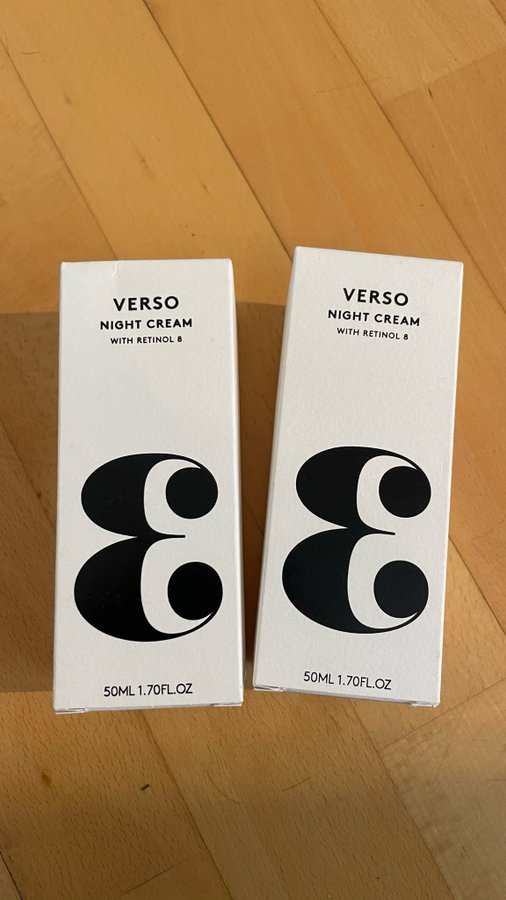 VERSO
NIGHT CREAM
WITH RETINOL 8
50ML 1.70FL.OZ
VERSO
NIGHT CREAM
WITH RETINOL 8
50ML 1.70FL.OZ